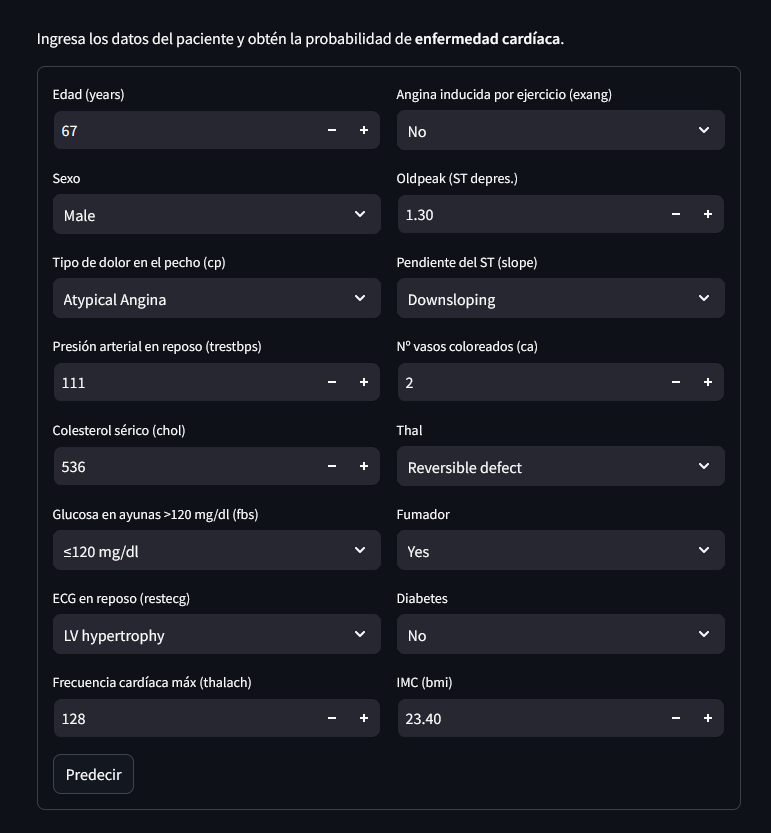 Ingresa los datos del paciente y obtén la probabilidad de enfermedad cardíaca.
Edad (years)
67
Sexo
Male
Tipo de dolor en el pecho (cp)
Atypical Angina
Presión arterial en reposo (trestbps)
111
Colesterol sérico (chol)
536
Glucosa en ayunas >120 mg/dl (fbs)
≤120 mg/dl
ECG en reposo (restecg)
LV hypertrophy
Frecuencia cardíaca máx (thalach)
128
Angina inducida por ejercicio (exang)
No
Oldpeak (ST depres.)
1.30
Pendiente del ST (slope)
Downsloping
Nº vasos coloreados (ca)
2
Thal
Reversible defect
Fumador
Yes
Diabetes
No
IMC (bmi)
23.40
Predecir